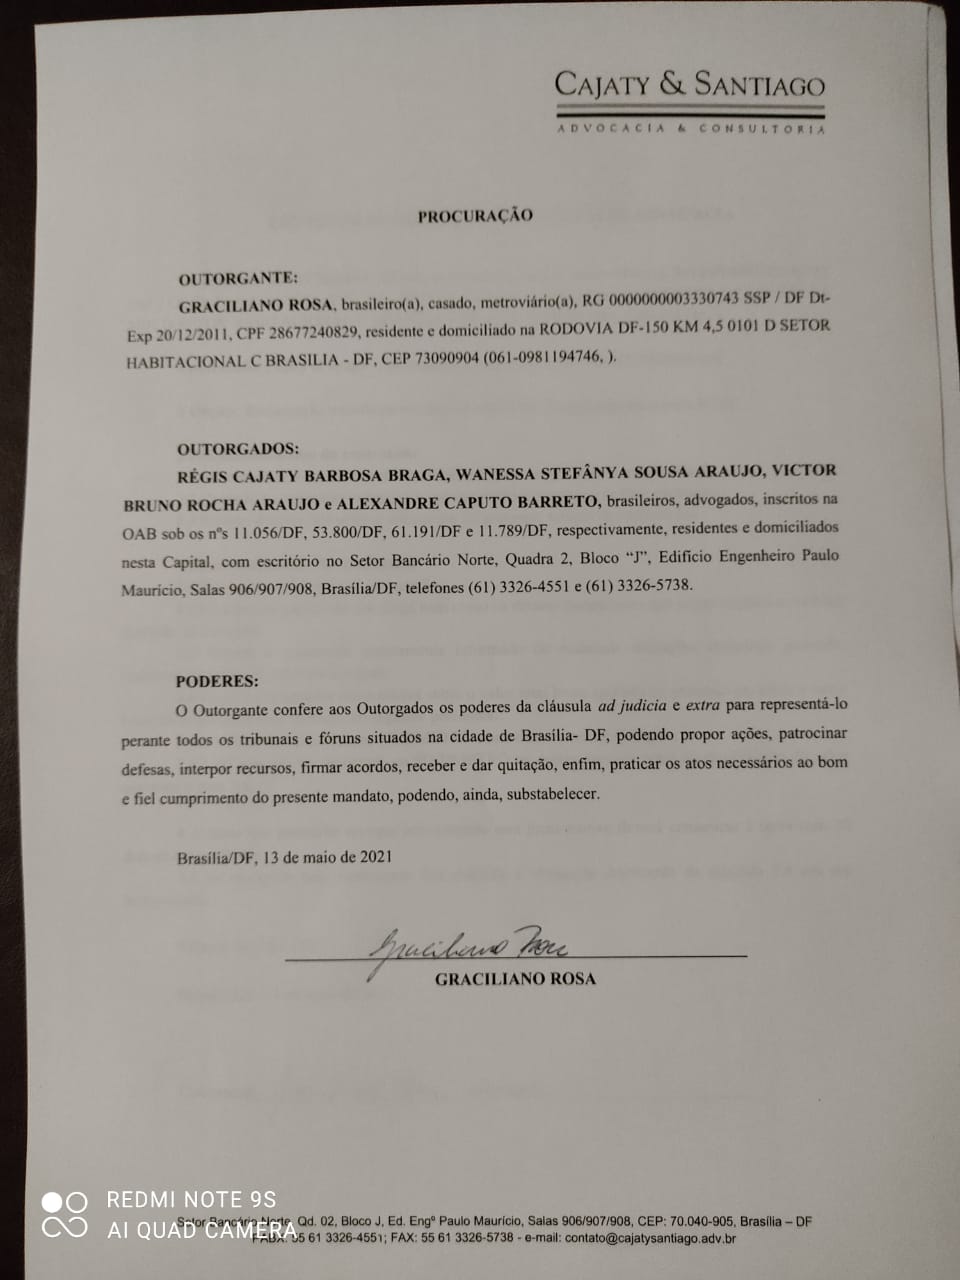 CAJATY & SANTIAGO
ADVOCACIA & CONSULTORIA
PROCURAÇÃO
OUTORGANTE:
GRACILIANO ROSA, brasileiro(a), casado, metroviário(a), RG 0000000003330743 SSP / DF Dt-
Exp 20/12/2011, CPF 28677240829, residente e domiciliado na RODOVIA DF-150 KM 4,5 0101 D SETOR
HABITACIONAL C BRASILIA - DF, CEP 73090904 (061-0981194746, ).
OUTORGADOS:
RÉGIS CAJATY BARBOSA BRAGA, WANESSA STEFÂNYA SOUSA ARAUJO, VICTOR
BRUNO ROCHA ARAUJO e ALEXANDRE CAPUTO BARRETO, brasileiros, advogados, inscritos na
OAB sob os nºs 11.056/DF, 53.800/DF, 61.191/DF e 11.789/DF, respectivamente, residentes e domiciliados
nesta Capital, com escritório no Setor Bancário Norte, Quadra 2, Bloco “J”, Edifício Engenheiro Paulo
Maurício, Salas 906/907/908, Brasília/DF, telefones (61) 3326-4551 e (61) 3326-5738.
PODERES:
O Outorgante confere aos Outorgados os poderes da cláusula ad judicia e extra para representá-lo
perante todos os tribunais e fóruns situados na cidade de Brasília- DF, podendo propor ações, patrocinar
defesas, interpor recursos, firmar acordos, receber e dar quitação, enfim, praticar os atos necessários ao bom
e fiel cumprimento do presente mandato, podendo, ainda, substabelecer.
Brasília/DF, 13 de maio de 2021
Graciliano Rosa
GRACILIANO ROSA
REDMI NOTE 9S
AI QUAD CAMERA
Setor Bancário Norte, Qd. 02, Bloco J, Ed. Engº Paulo Maurício, Salas 906/907/908, CEP: 70.040-905, Brasília – DF
PABX: 55 61 3326-4551; FAX: 55 61 3326-5738 - e-mail: contato@cajatysantiago.adv.br